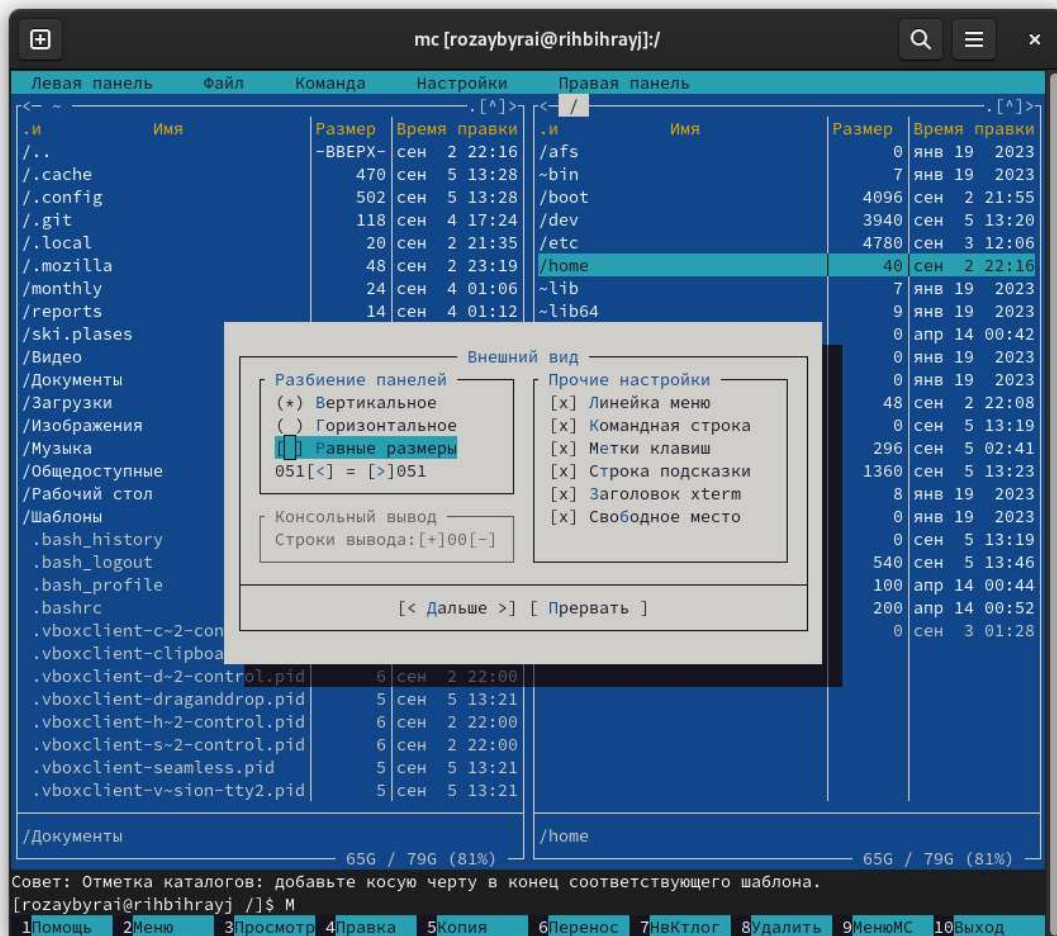 mc [rozaybyrai@rihbihrayj]:/
Левая панель Файл Команда Настройки Правая панель
<— ~ .[^]> <— / .[^]>
.и Имя Размер Время правки .и Имя Размер Время правки
/.. -ВВЕРХ- сен 2 22:16 /afs 0 янв 19 2023
/.cache 470 сен 5 13:28 ~bin 7 янв 19 2023
/.config 502 сен 5 13:28 /boot 4096 сен 2 21:55
/.git 118 сен 4 17:24 /dev 3940 сен 5 13:20
/.local 20 сен 2 21:35 /etc 4780 сен 3 12:06
/.mozilla 48 сен 2 23:19 /home 40 сен 2 22:16
/monthly 24 сен 4 01:06 ~lib 7 янв 19 2023
/reports 14 сен 4 01:12 ~lib64 9 янв 19 2023
/ski.plases 0 апр 14 00:42
/Видео Внешний вид 0 янв 19 2023
/Документы Разбиение панелей Прочие настройки 0 янв 19 2023
/Загрузки (*) Вертикальное [x] Линейка меню 48 сен 2 22:08
/Изображения ( ) Горизонтальное [x] Командная строка 0 сен 5 13:19
/Музыка [ ] Равные размеры [x] Метки клавиш 296 сен 5 02:41
/Общедоступные 051[<] = [>]051 [x] Строка подсказки 1360 сен 5 13:23
/Рабочий стол [x] Заголовок xterm 8 янв 19 2023
/Шаблоны Консольный вывод [x] Свободное место 0 янв 19 2023
.bash_history Строки вывода:[+]00[-] 0 сен 5 13:19
.bash_logout 540 сен 5 13:46
.bash_profile 100 апр 14 00:44
.bashrc [< Дальше >] [ Прервать ] 200 апр 14 00:52
.vboxclient-c~2-con 0 сен 3 01:28
.vboxclient-clipboa
.vboxclient-d~2-control.pid 6 сен 2 22:00
.vboxclient-draganddrop.pid 5 сен 5 13:21
.vboxclient-h~2-control.pid 6 сен 2 22:00
.vboxclient-s~2-control.pid 6 сен 2 22:00
.vboxclient-seamless.pid 5 сен 5 13:21
.vboxclient-v~sion-tty2.pid 5 сен 5 13:21
/Документы /home
65G / 79G (81%) 65G / 79G (81%)
Совет: Отметка каталогов: добавьте косую черту в конец соответствующего шаблона.
[rozaybyrai@rihbihrayj /]$ M
1Помощь 2Меню 3Просмотр 4Правка 5Копия 6Перенос 7НвКтлог 8Удалить 9МенюMC 10Выход